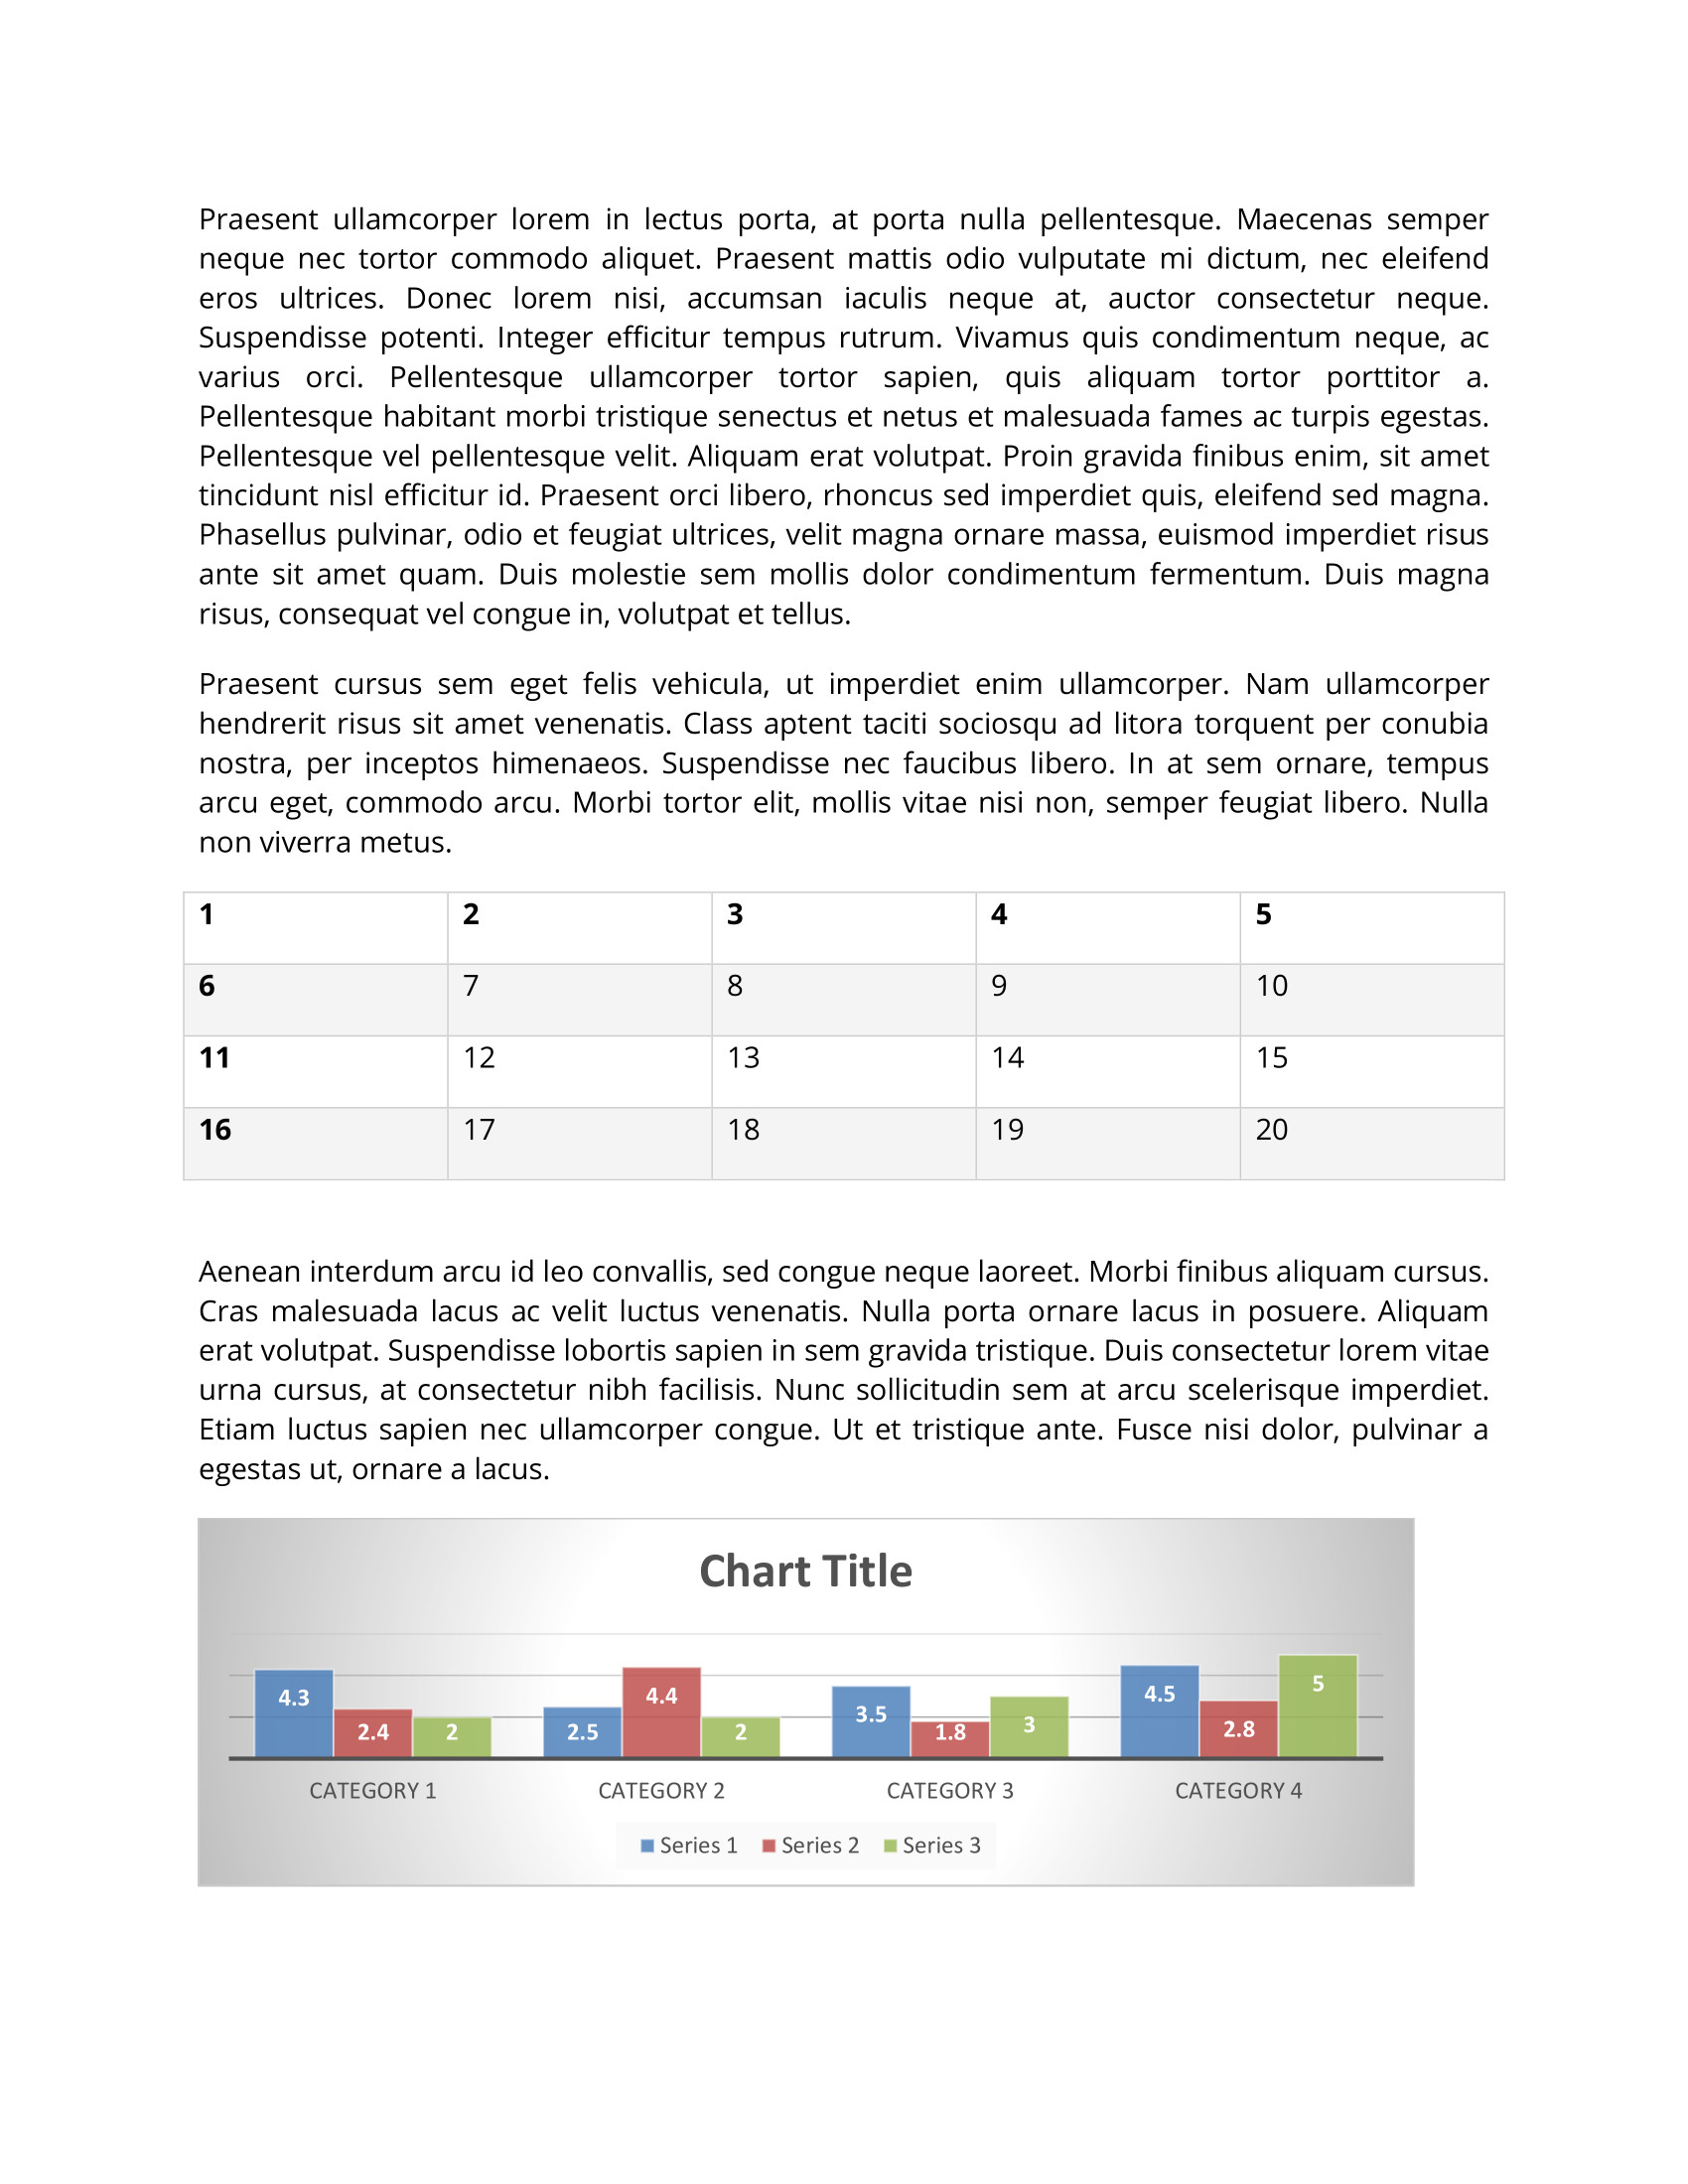 Praesent ullamcorper lorem in lectus porta, at porta nulla pellentesque. Maecenas semper
neque nec tortor commodo aliquet. Praesent mattis odio vulputate mi dictum, nec eleifend
eros ultrices. Donec lorem nisi, accumsan iaculis neque at, auctor consectetur neque.
Suspendisse potenti. Integer efficitur tempus rutrum. Vivamus quis condimentum neque, ac
varius orci. Pellentesque ullamcorper tortor sapien, quis aliquam tortor porttitor a.
Pellentesque habitant morbi tristique senectus et netus et malesuada fames ac turpis egestas.
Pellentesque vel pellentesque velit. Aliquam erat volutpat. Proin gravida finibus enim, sit amet
tincidunt nisl efficitur id. Praesent orci libero, rhoncus sed imperdiet quis, eleifend sed magna.
Phasellus pulvinar, odio et feugiat ultrices, velit magna ornare massa, euismod imperdiet risus
ante sit amet quam. Duis molestie sem mollis dolor condimentum fermentum. Duis magna
risus, consequat vel congue in, volutpat et tellus.
Praesent cursus sem eget felis vehicula, ut imperdiet enim ullamcorper. Nam ullamcorper
hendrerit risus sit amet venenatis. Class aptent taciti sociosqu ad litora torquent per conubia
nostra, per inceptos himenaeos. Suspendisse nec faucibus libero. In at sem ornare, tempus
arcu eget, commodo arcu. Morbi tortor elit, mollis vitae nisi non, semper feugiat libero. Nulla
non viverra metus.
1 2 3 4 5
6 7 8 9 10
11 12 13 14 15
16 17 18 19 20
Aenean interdum arcu id leo convallis, sed congue neque laoreet. Morbi finibus aliquam cursus.
Cras malesuada lacus ac velit luctus venenatis. Nulla porta ornare lacus in posuere. Aliquam
erat volutpat. Suspendisse lobortis sapien in sem gravida tristique. Duis consectetur lorem vitae
urna cursus, at consectetur nibh facilisis. Nunc sollicitudin sem at arcu scelerisque imperdiet.
Etiam luctus sapien nec ullamcorper congue. Ut et tristique ante. Fusce nisi dolor, pulvinar a
egestas ut, ornare a lacus.
Chart Title
4.3 2.4 2 2.5 4.4 2 3.5 1.8 3 4.5 2.8 5
CATEGORY 1 CATEGORY 2 CATEGORY 3 CATEGORY 4
Series 1 Series 2 Series 3